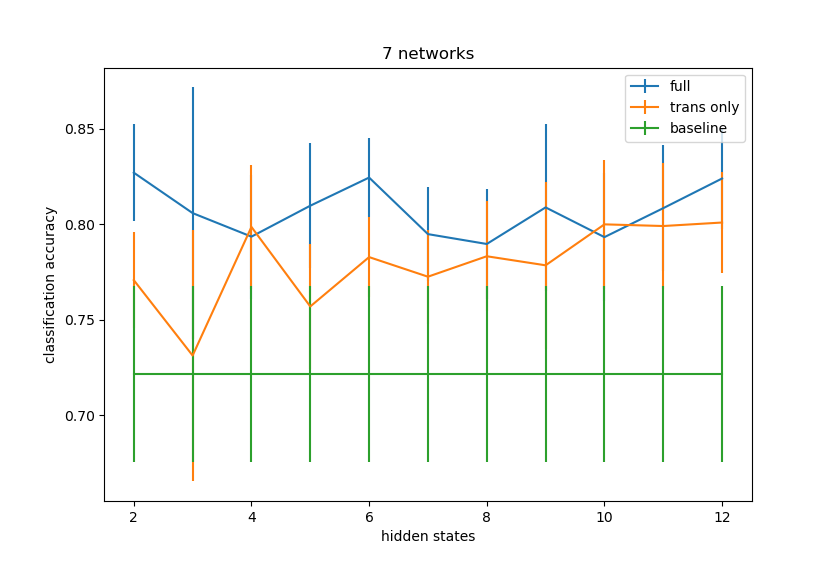 7 networks
full
trans only
baseline
0.85
0.80
0.75
0.70
classification accuracy
2 4 6 8 10 12
hidden states